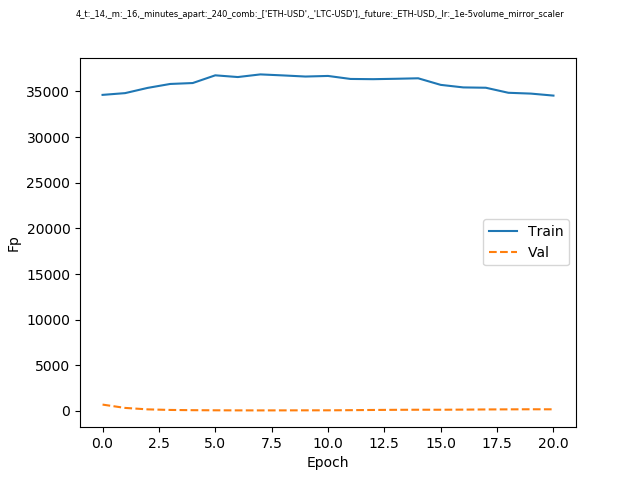 4_t:_14,_m:_16,_minutes_apart:_240_comb:_['ETH-USD',_'LTC-USD'],_future:_ETH-USD,_lr:_1e-5volume_mirror_scaler
35000
30000
25000
20000
15000
10000
5000
0
Fp
Train
Val
0.0 2.5 5.0 7.5 10.0 12.5 15.0 17.5 20.0
Epoch